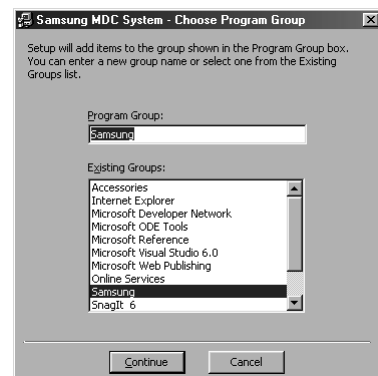 Samsung MDC System - Choose Program Group
Setup will add items to the group shown in the Program Group box.
You can enter a new group name or select one from the Existing
Groups list.
Program Group:
Samsung
Existing Groups:
Accessories
Internet Explorer
Microsoft Developer Network
Microsoft ODE Tools
Microsoft Reference
Microsoft Visual Studio 6.0
Microsoft Web Publishing
Online Services
Samsung
SnagIt 6
Continue
Cancel